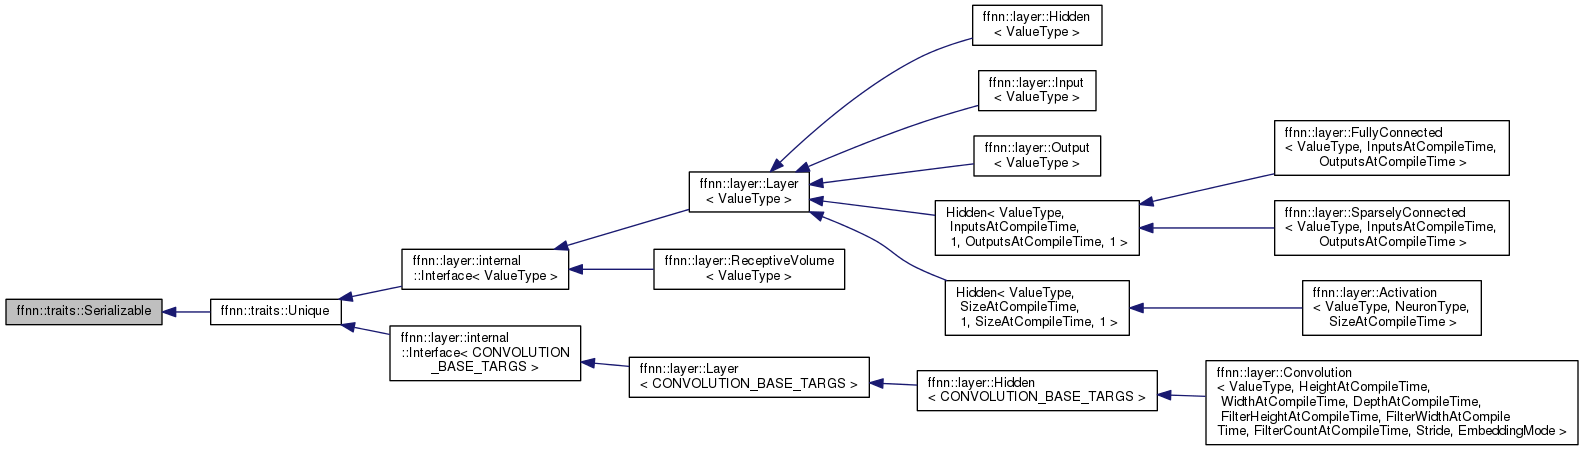 ffnn::layer::Hidden
< ValueType >
ffnn::layer::Input
< ValueType >
ffnn::layer::Output
< ValueType >
ffnn::layer::FullyConnected
< ValueType, InputsAtCompileTime,
OutputsAtCompileTime >
ffnn::layer::Layer
< ValueType >
Hidden< ValueType,
InputsAtCompileTime,
1, OutputsAtCompileTime, 1 >
ffnn::layer::SparselyConnected
< ValueType, InputsAtCompileTime,
OutputsAtCompileTime >
ffnn::layer::internal
::Interface< ValueType >
ffnn::layer::ReceptiveVolume
< ValueType >
Hidden< ValueType,
SizeAtCompileTime,
1, SizeAtCompileTime, 1 >
ffnn::layer::Activation
< ValueType, NeuronType,
SizeAtCompileTime >
ffnn::traits::Serializable
ffnn::traits::Unique
ffnn::layer::internal
::Interface< CONVOLUTION
_BASE_TARGS >
ffnn::layer::Layer
< CONVOLUTION_BASE_TARGS >
ffnn::layer::Hidden
< CONVOLUTION_BASE_TARGS >
ffnn::layer::Convolution
< ValueType, HeightAtCompileTime,
WidthAtCompileTime, DepthAtCompileTime,
FilterHeightAtCompileTime, FilterWidthAtCompile
Time, FilterCountAtCompileTime, Stride, EmbeddingMode >